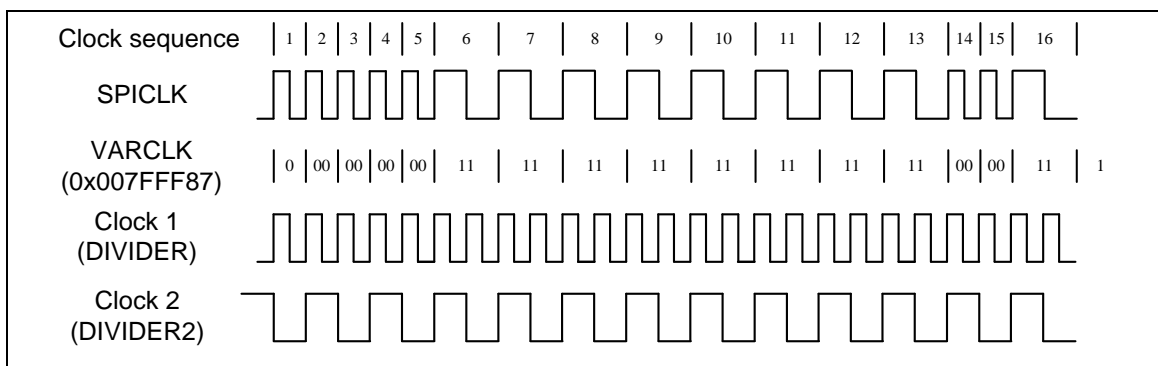 Clock sequence 1 2 3 4 5 6 7 8 9 10 11 12 13 14 15 16
SPICLK
VARCLK
(0x007FFF87) 0 00 00 00 00 11 11 11 11 11 11 11 11 00 00 11 1
Clock 1
(DIVIDER)
Clock 2
(DIVIDER2)